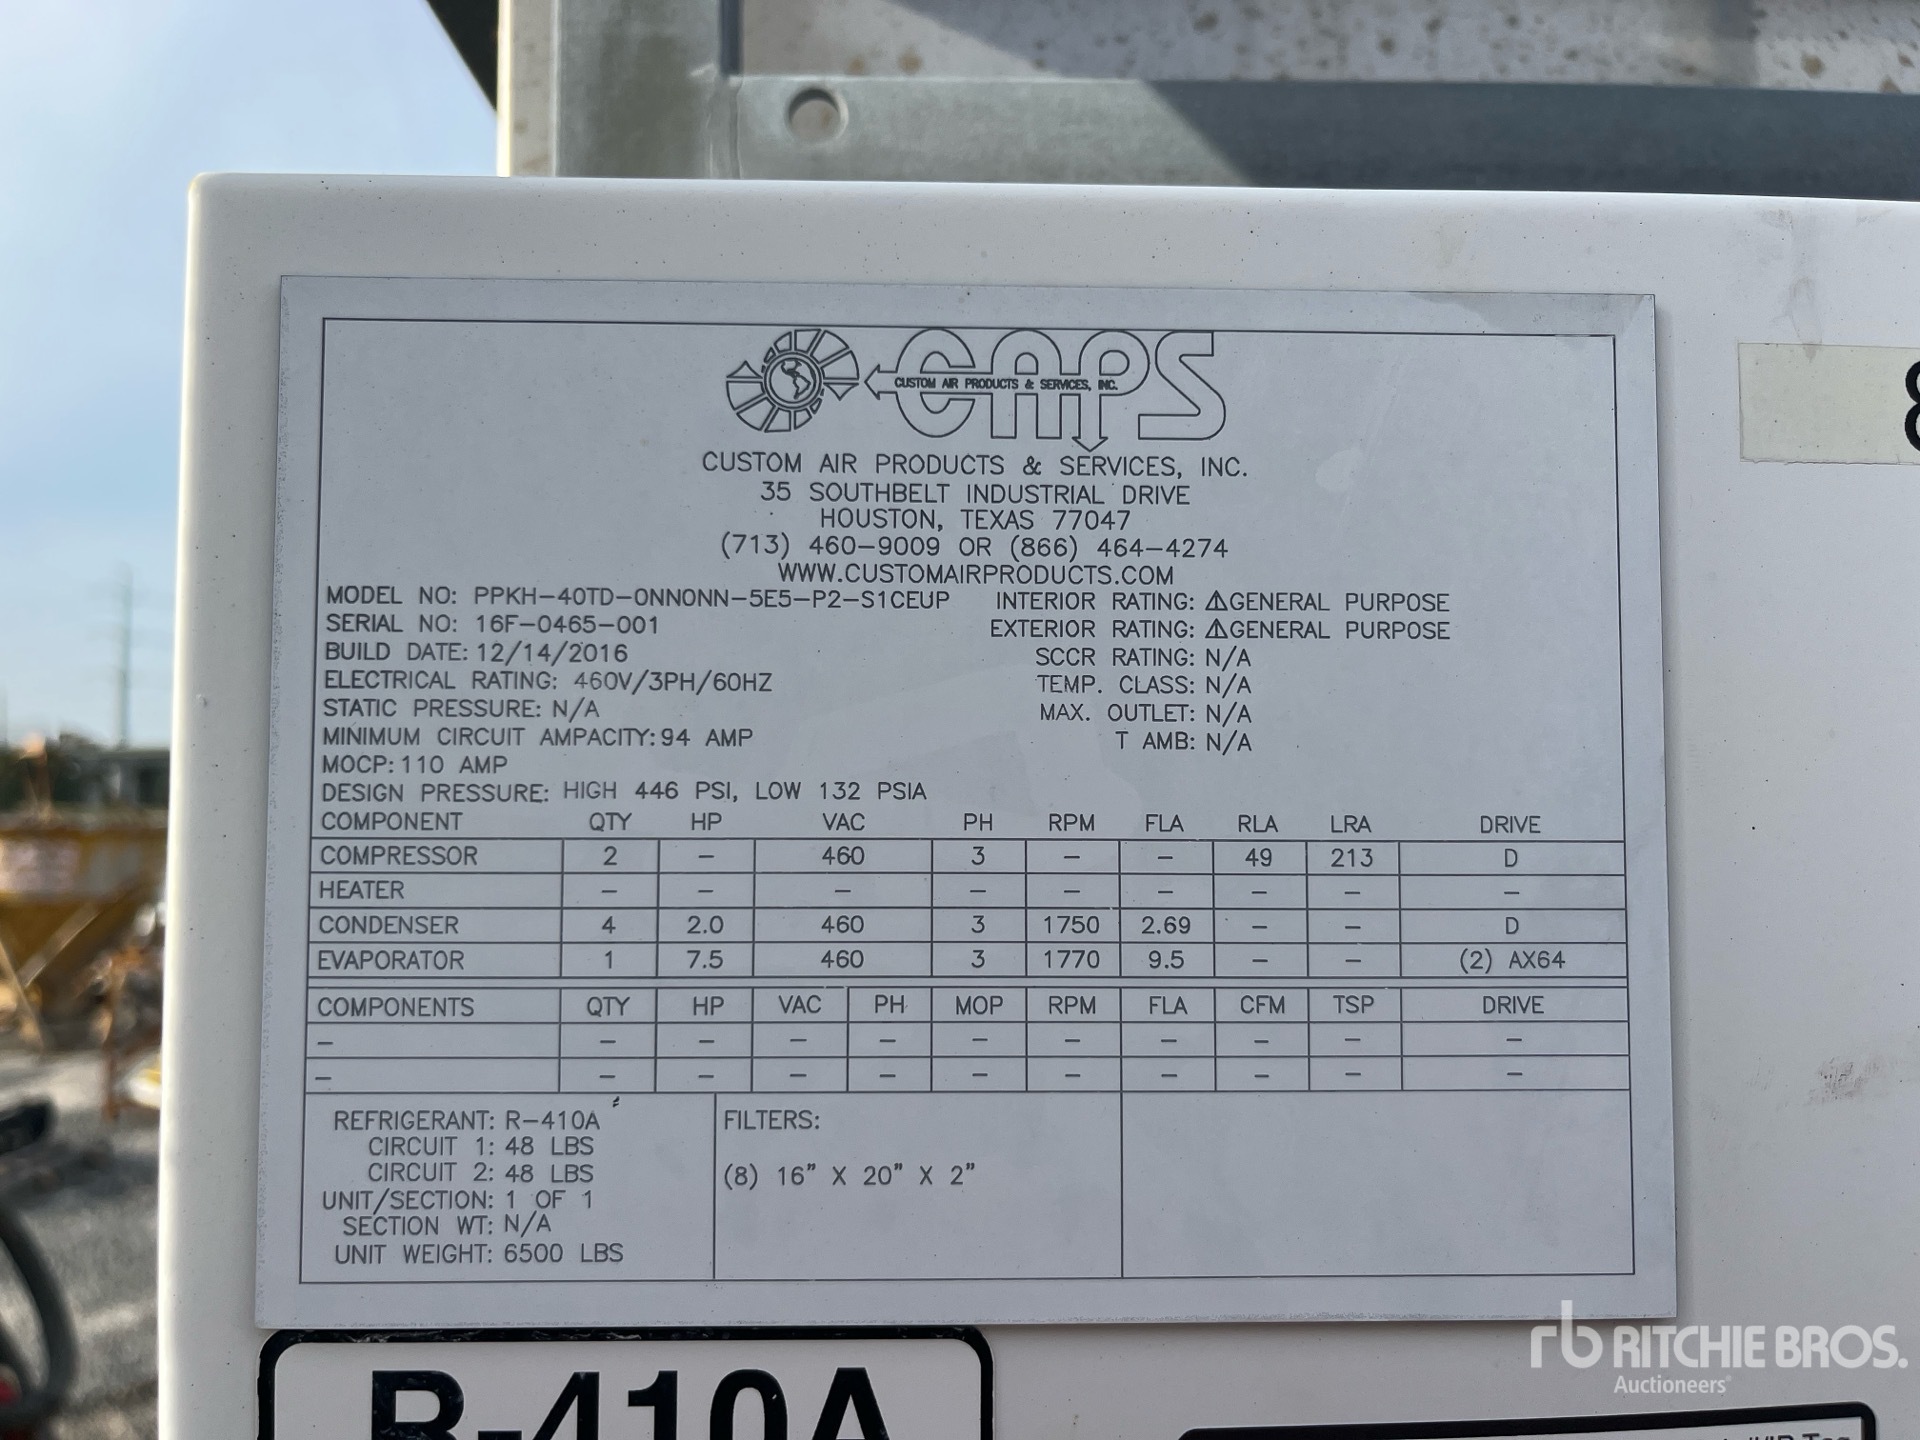 CAPS
CUSTOM AIR PRODUCTS & SERVICES, INC.
CUSTOM AIR PRODUCTS & SERVICES, INC.
35 SOUTHBELT INDUSTRIAL DRIVE
HOUSTON, TEXAS 77047
(713) 460-9009 OR (866) 464-4274
WWW.CUSTOMAIRPRODUCTS.COM
MODEL NO: PPKH-40TD-0NN0NN-5E5-P2-S1CEUP INTERIOR RATING: ⚠GENERAL PURPOSE
SERIAL NO: 16F-0465-001 EXTERIOR RATING: ⚠GENERAL PURPOSE
BUILD DATE: 12/14/2016 SCCR RATING: N/A
ELECTRICAL RATING: 460V/3PH/60HZ TEMP. CLASS: N/A
STATIC PRESSURE: N/A MAX. OUTLET: N/A
MINIMUM CIRCUIT AMPACITY: 94 AMP T AMB: N/A
MOCP: 110 AMP
DESIGN PRESSURE: HIGH 446 PSI, LOW 132 PSIA
COMPONENT QTY HP VAC PH RPM FLA RLA LRA DRIVE
COMPRESSOR 2 - 460 3 - - 49 213 D
HEATER - - - - - - - - -
CONDENSER 4 2.0 460 3 1750 2.69 - - D
EVAPORATOR 1 7.5 460 3 1770 9.5 - - (2) AX64
COMPONENTS QTY HP VAC PH MOP RPM FLA CFM TSP DRIVE
- - - - - - - - - - -
- - - - - - - - - - -
REFRIGERANT: R-410A
CIRCUIT 1: 48 LBS
CIRCUIT 2: 48 LBS
UNIT/SECTION: 1 OF 1
SECTION WT: N/A
UNIT WEIGHT: 6500 LBS
FILTERS:
(8) 16" X 20" X 2"
R-410A
rb RITCHIE BROS.
Auctioneers